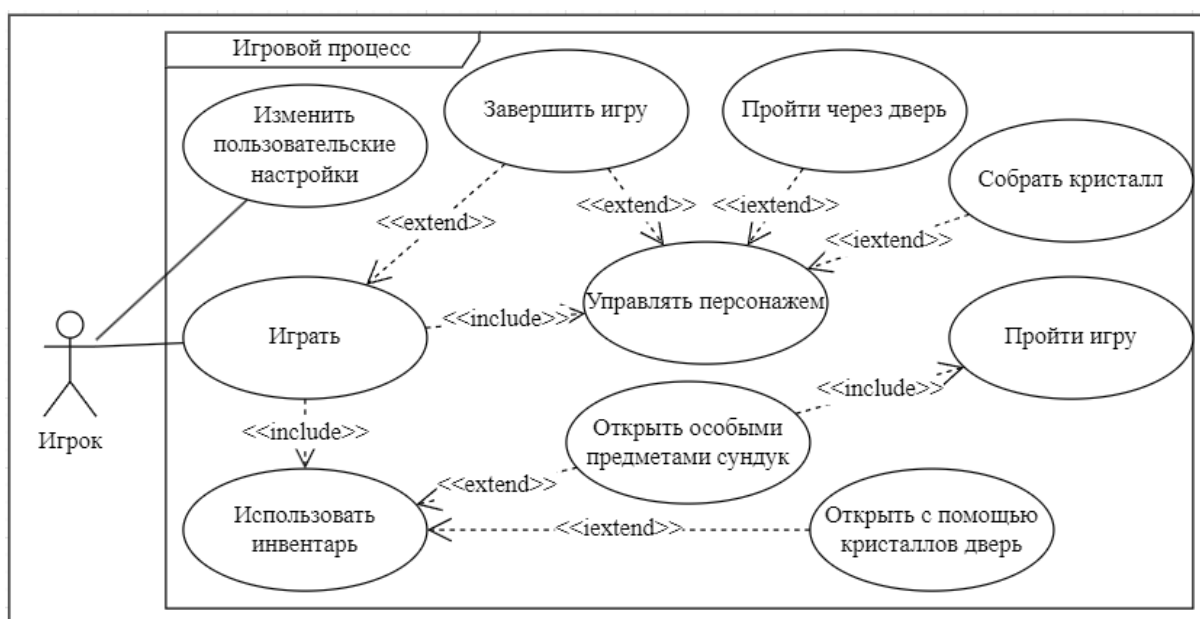 Игровой процесс
Изменить
пользовательские
настройки
Завершить игру
Пройти через дверь
Собрать кристалл
<<extend>>
<<extend>>
<<iextend>>
<<iextend>>
Управлять персонажем
Играть
<<include>>
Пройти игру
<<include>>
Игрок
<<include>>
Открыть особыми
предметами сундук
<<extend>>
Использовать
инвентарь
<<iextend>>
Открыть с помощью
кристаллов дверь